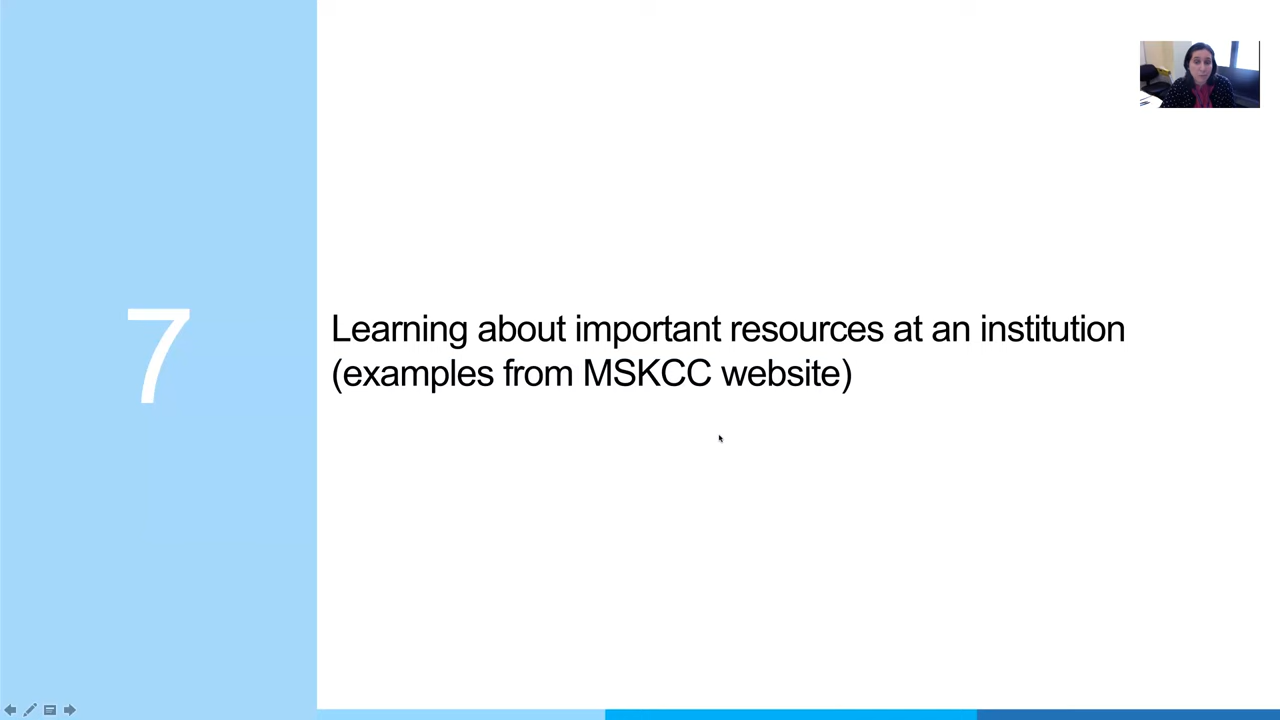 7
Learning about important resources at an institution
(examples from MSKCC website)